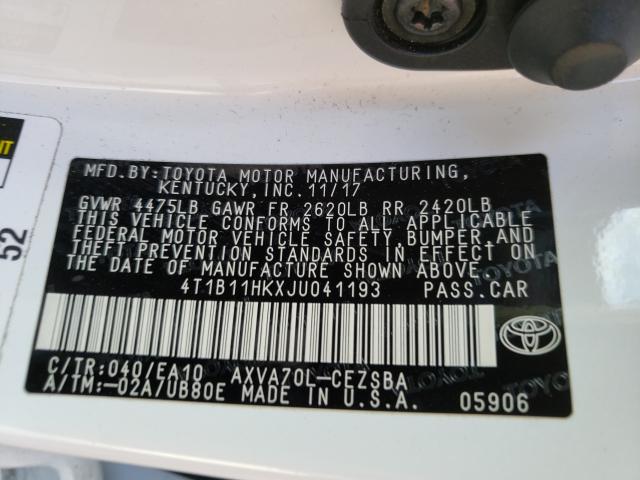 MFD.BY:TOYOTA MOTOR MANUFACTURING,
KENTUCKY,INC.11/17
GVWR 4475LB GAWR FR 2620LB RR 2420LB
THIS VEHICLE CONFORMS TO ALL APPLICABLE
FEDERAL MOTOR VEHICLE SAFETY,BUMPER,AND
THEFT PREVENTION STANDARDS IN EFFECT ON
THE DATE OF MANUFACTURE SHOWN ABOVE.
4T1B11HKXJU041193 PASS.CAR
C/TR:040/EA10 AXVA70L-CEZSBA
A/TM:-02A/UB80E MADE IN U.S.A. 05906
TOYOTA
52